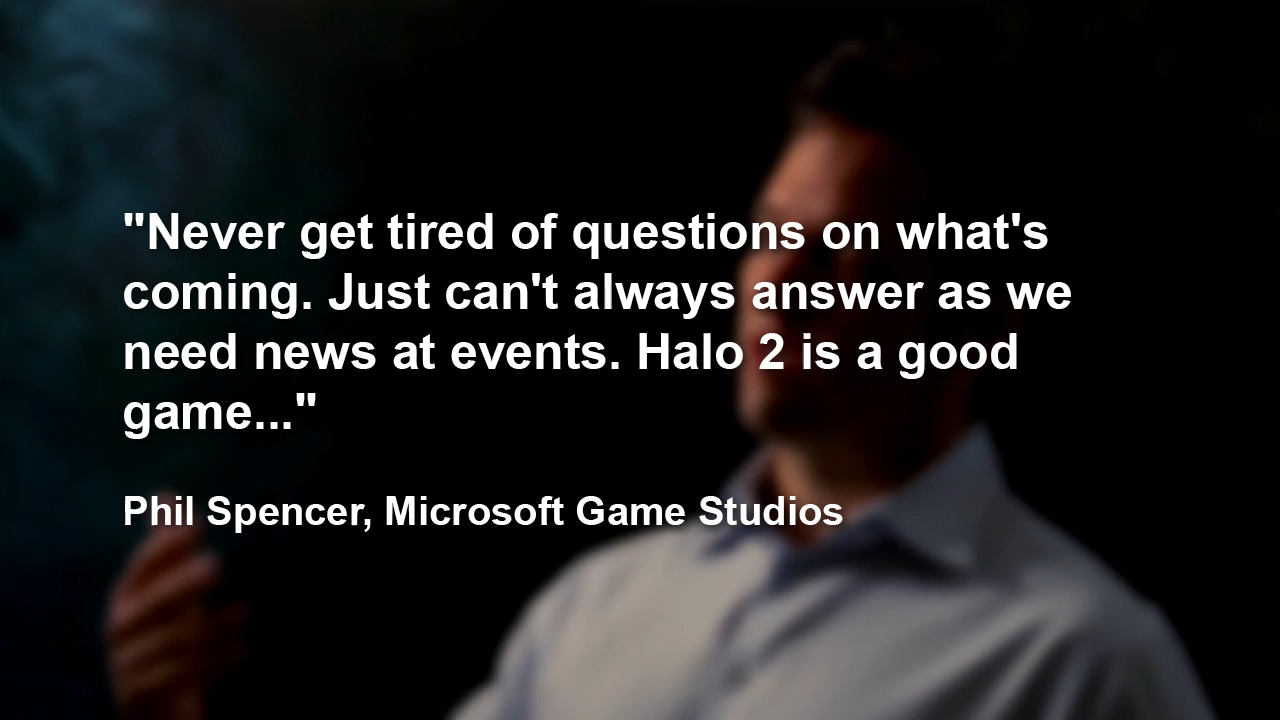 "Never get tired of questions on what's
coming. Just can't always answer as we
need news at events. Halo 2 is a good
game..."
Phil Spencer, Microsoft Game Studios